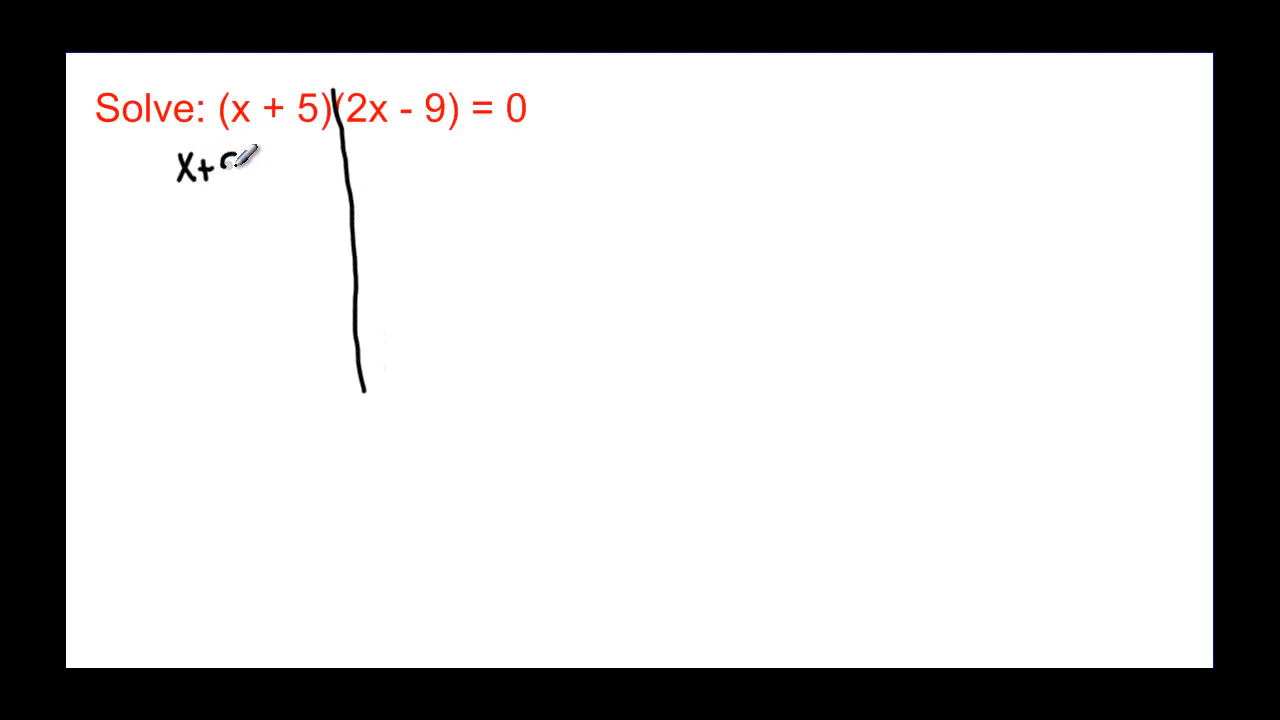 Solve: (x + 5)(2x - 9) = 0
x+